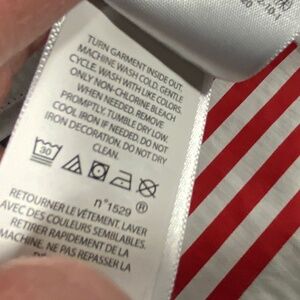 TURN GARMENT INSIDE OUT.
MACHINE WASH COLD, GENTLE
CYCLE. WASH WITH LIKE COLORS.
ONLY NON-CHLORINE BLEACH
WHEN NEEDED. REMOVE
PROMPTLY. TUMBLE DRY LOW.
COOL IRON IF NEEDED. DO NOT
IRON DECORATION. DO NOT DRY
CLEAN.
30
n°1529 ®
RETOURNER LE VÊTEMENT. LAVER
AVEC DES COULEURS SEMBLABLES.
RETIRER RAPIDEMENT DE LA
MACHINE. NE PAS REPASSER LA